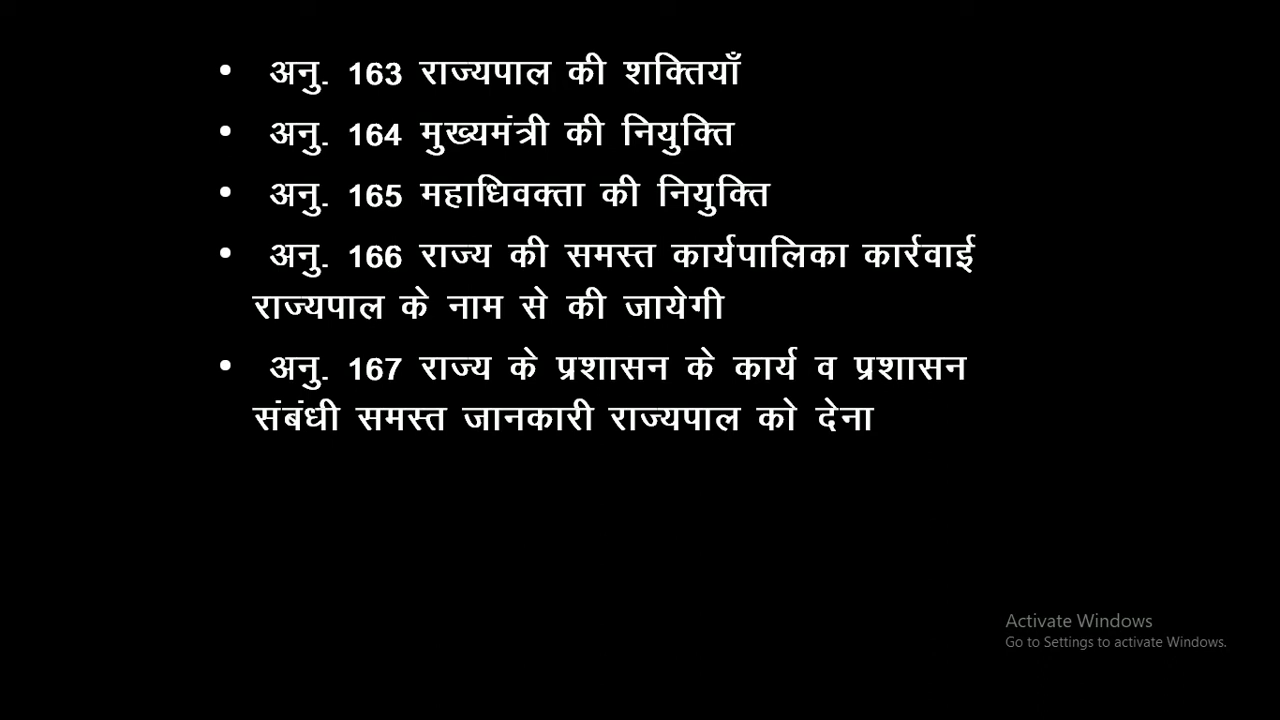 • अनु. 163 राज्यपाल की शक्तियाँ
• अनु. 164 मुख्यमंत्री की नियुक्ति
• अनु. 165 महाधिवक्ता की नियुक्ति
• अनु. 166 राज्य की समस्त कार्यपालिका कार्रवाई
राज्यपाल के नाम से की जायेगी
• अनु. 167 राज्य के प्रशासन के कार्य व प्रशासन
संबंधी समस्त जानकारी राज्यपाल को देना
Activate Windows
Go to Settings to activate Windows.